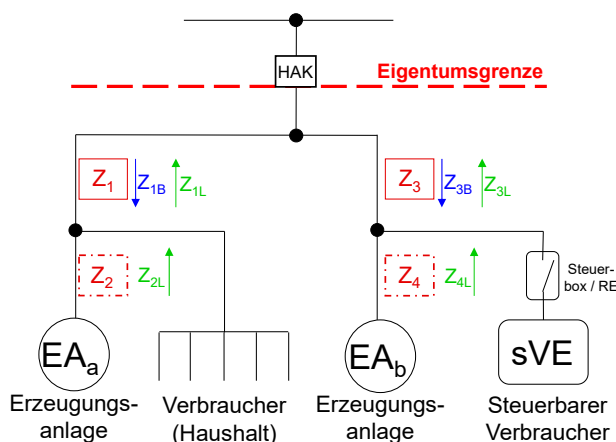 HAK
Eigentumsgrenze
Z1
Z1B
Z1L
Z3
Z3B
Z3L
Z2
Z2L
Z4
Z4L
Steuer-
box / RE
EAa
EAb
sVE
Erzeugungs-
anlage
Verbraucher
(Haushalt)
Erzeugungs-
anlage
Steuerbarer
Verbraucher